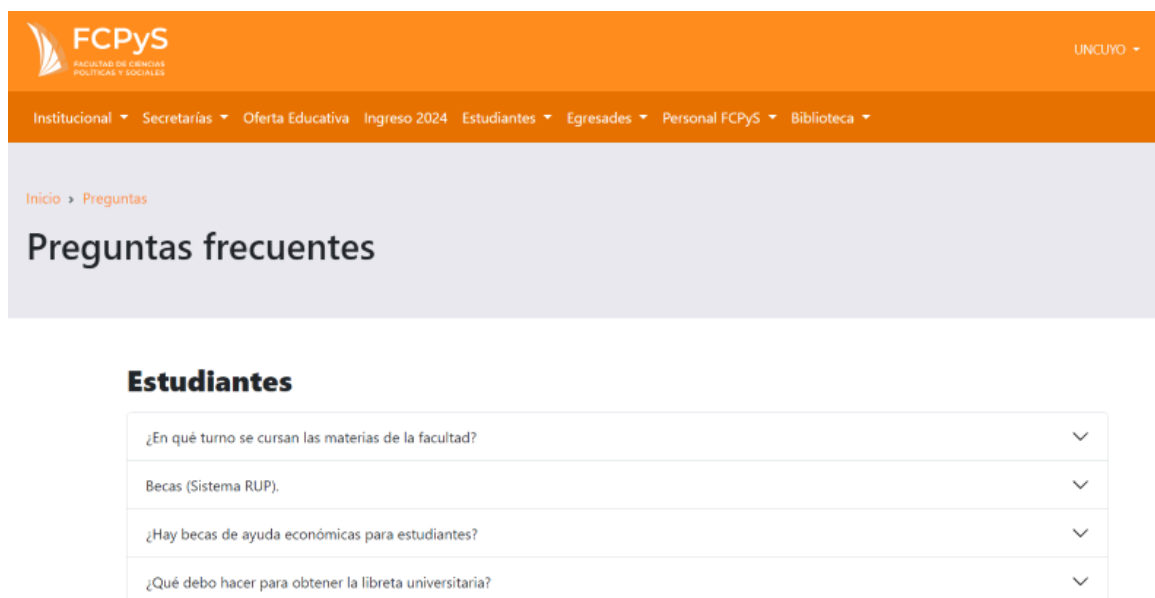 FCPyS
FACULTAD DE CIENCIAS
POLÍTICAS Y SOCIALES
UNCUYO
Institucional Secretarías Oferta Educativa Ingreso 2024 Estudiantes Egresades Personal FCPyS Biblioteca
Inicio › Preguntas
Preguntas frecuentes
Estudiantes
¿En qué turno se cursan las materias de la facultad?
Becas (Sistema RUP).
¿Hay becas de ayuda económicas para estudiantes?
¿Qué debo hacer para obtener la libreta universitaria?